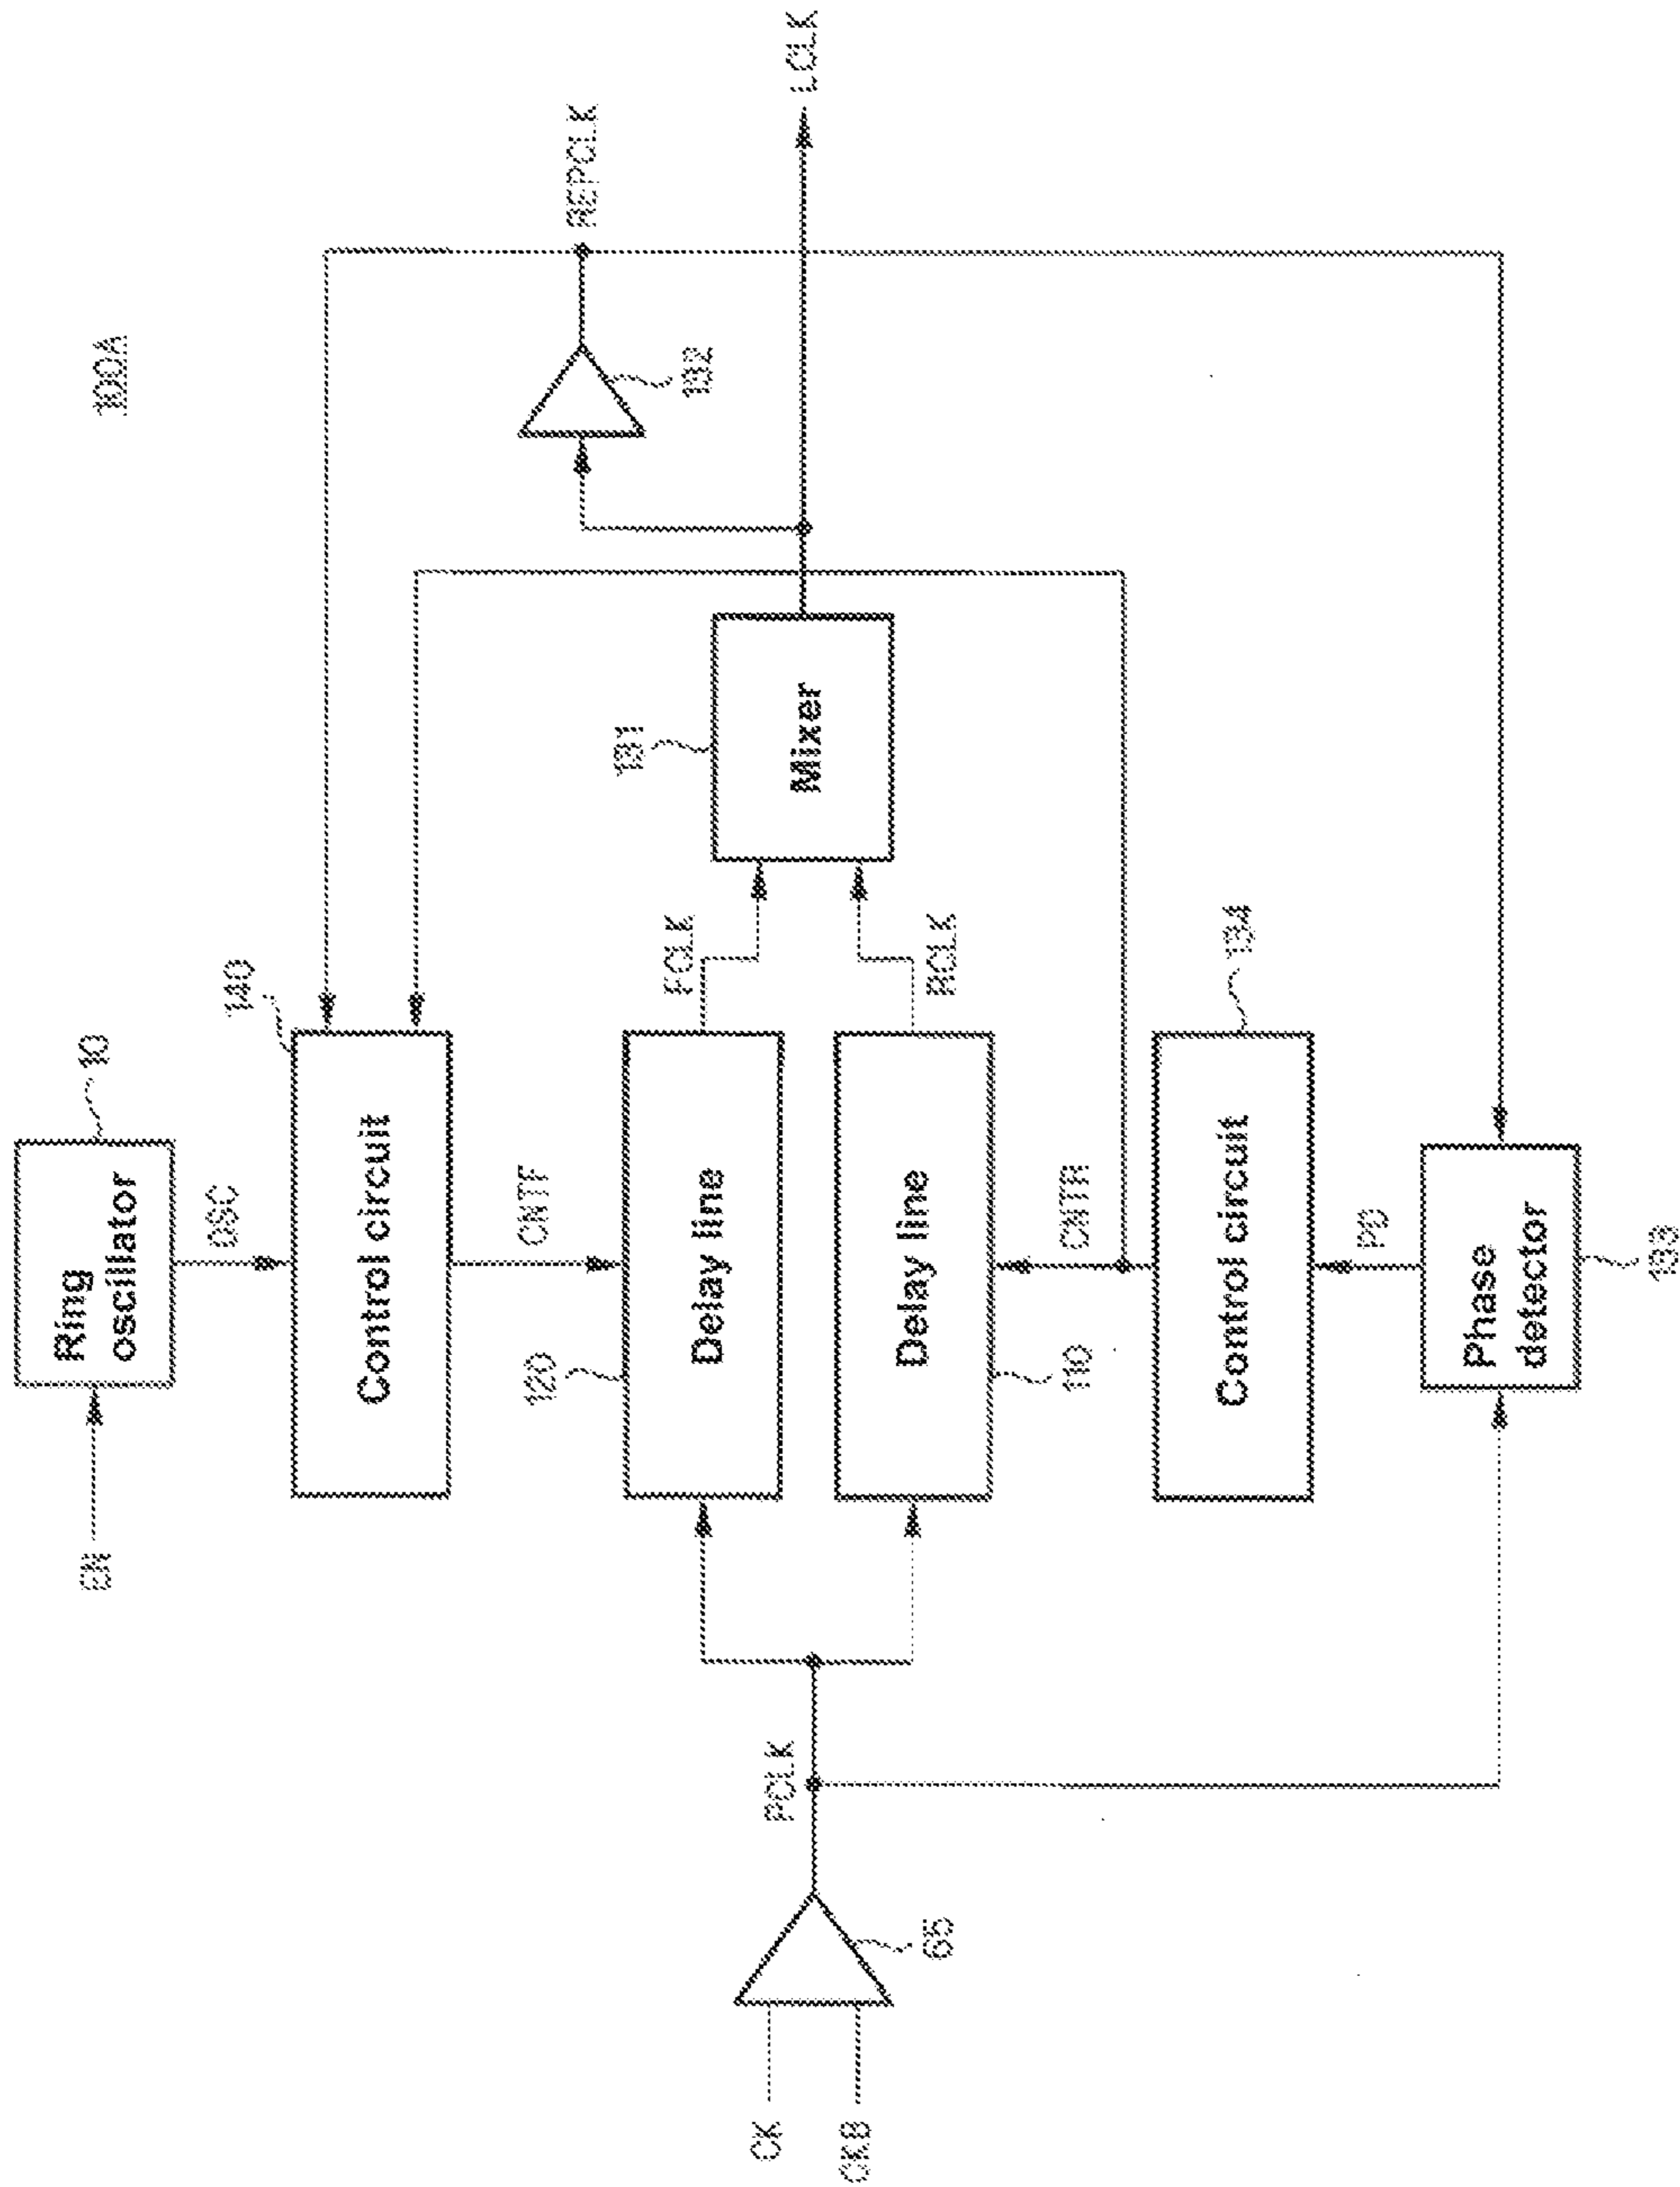 100A
EN
Ring
oscillator
10
OSC
140
Control circuit
CNTF
120
Delay line
FCLK
REPCLK
132
131
Mixer
LCLK
CK
CKB
65
PCLK
Delay line
110
RCLK
CNTR
Control circuit
134
PD
Phase
detector
133